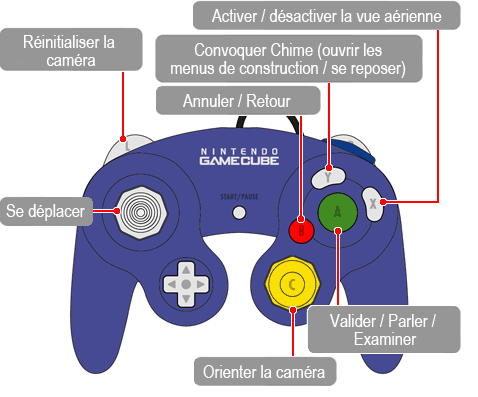 Activer / désactiver la vue aérienne
Réinitialiser la
caméra
Convoquer Chime (ouvrir les
menus de construction / se reposer)
Annuler / Retour
L
NINTENDO
GAMECUBE
Y
START/PAUSE
X
A
Se déplacer
B
C
Valider / Parler /
Examiner
Orienter la caméra